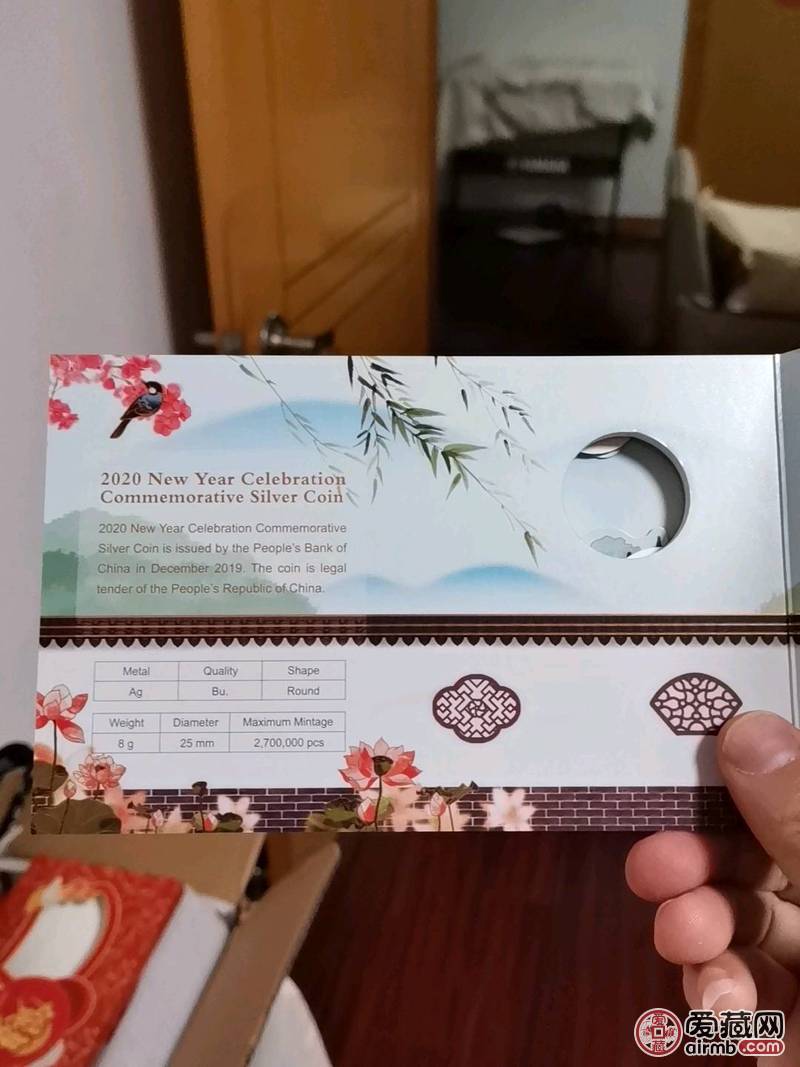 2020 New Year Celebration
Commemorative Silver Coin
2020 New Year Celebration Commemorative
Silver Coin is issued by the People's Bank of
China in December 2019. The coin is legal
tender of the People's Republic of China.
Metal Quality Shape
Ag Bu. Round
Weight Diameter Maximum Mintage
8 g 25 mm 2,700,000 pcs
爱藏网
airmb.com